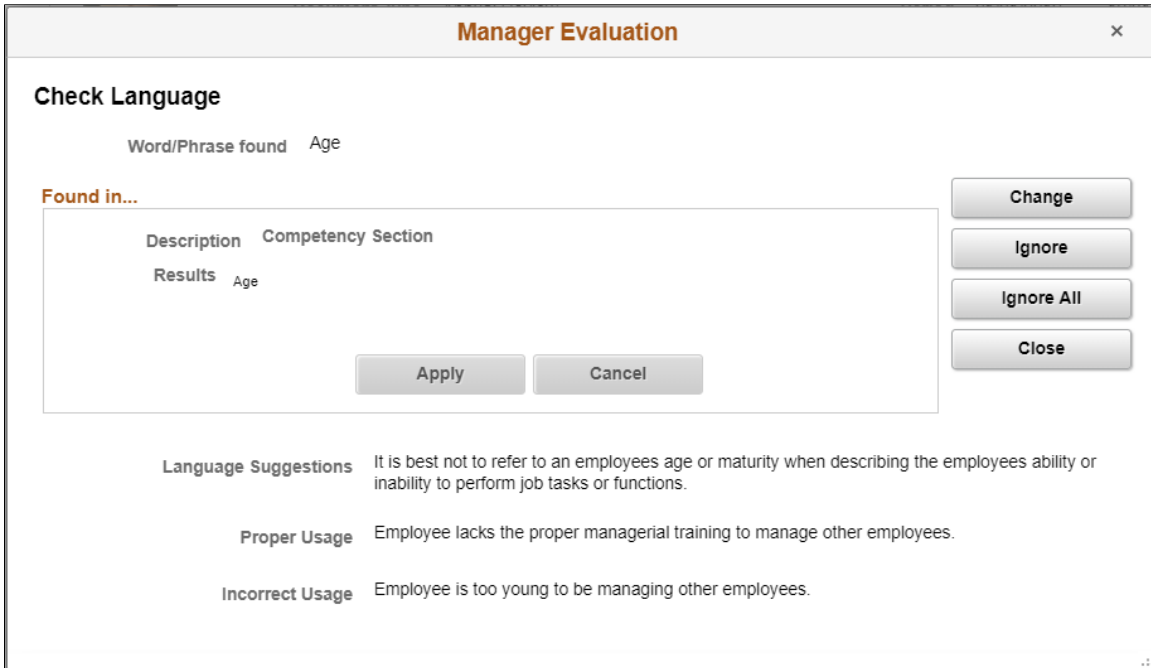 Manager Evaluation
×
Check Language
Word/Phrase found Age
Found in...
Change
Description Competency Section
Ignore
Results Age
Ignore All
Close
Apply Cancel
Language Suggestions It is best not to refer to an employees age or maturity when describing the employees ability or
inability to perform job tasks or functions.
Proper Usage Employee lacks the proper managerial training to manage other employees.
Incorrect Usage Employee is too young to be managing other employees.